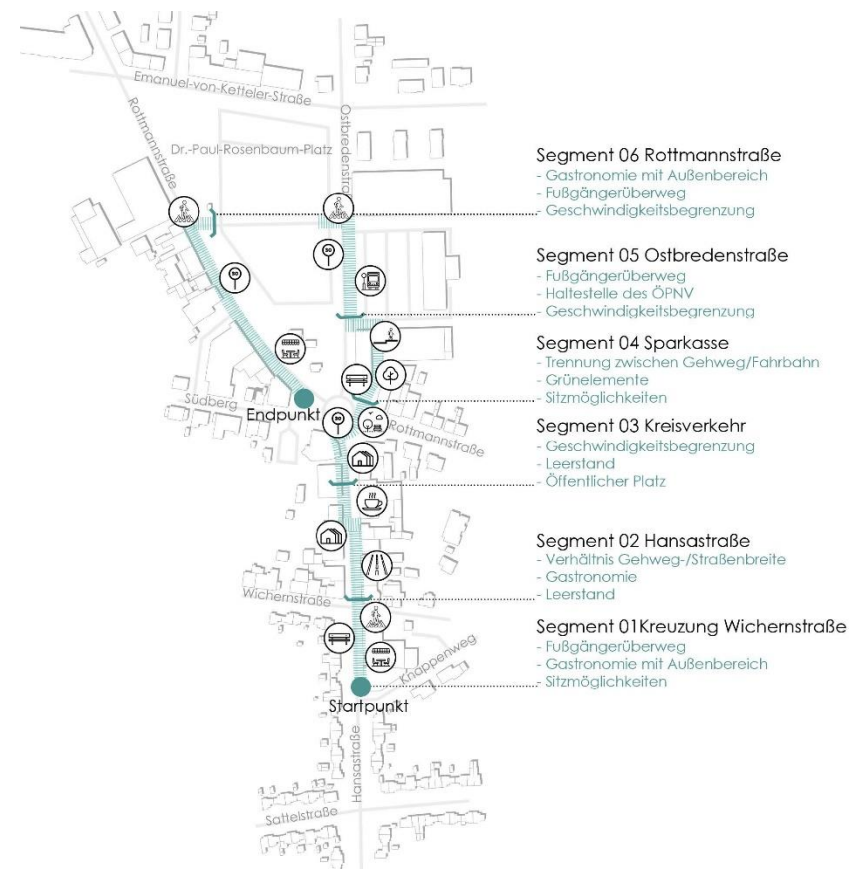 Emanuel-von-Ketteler-Straße
Rottmannstraße
Ostbredenstraße
Dr.-Paul-Rosenbaum-Platz
Segment 06 Rottmannstraße
- Gastronomie mit Außenbereich
- Fußgängerüberweg
- Geschwindigkeitsbegrenzung
30
30
Segment 05 Ostbredenstraße
- Fußgängerüberweg
- Haltestelle des ÖPNV
- Geschwindigkeitsbegrenzung
Segment 04 Sparkasse
- Trennung zwischen Gehweg/Fahrbahn
- Grünelemente
- Sitzmöglichkeiten
Südberg
Endpunkt
30
Rottmannstraße
Segment 03 Kreisverkehr
- Geschwindigkeitsbegrenzung
- Leerstand
- Öffentlicher Platz
Segment 02 Hansastraße
- Verhältnis Gehweg-/Straßenbreite
- Gastronomie
- Leerstand
Wichernstraße
Segment 01Kreuzung Wichernstraße
- Fußgängerüberweg
- Gastronomie mit Außenbereich
- Sitzmöglichkeiten
Knappenweg
Startpunkt
Hansastraße
Sattelstraße